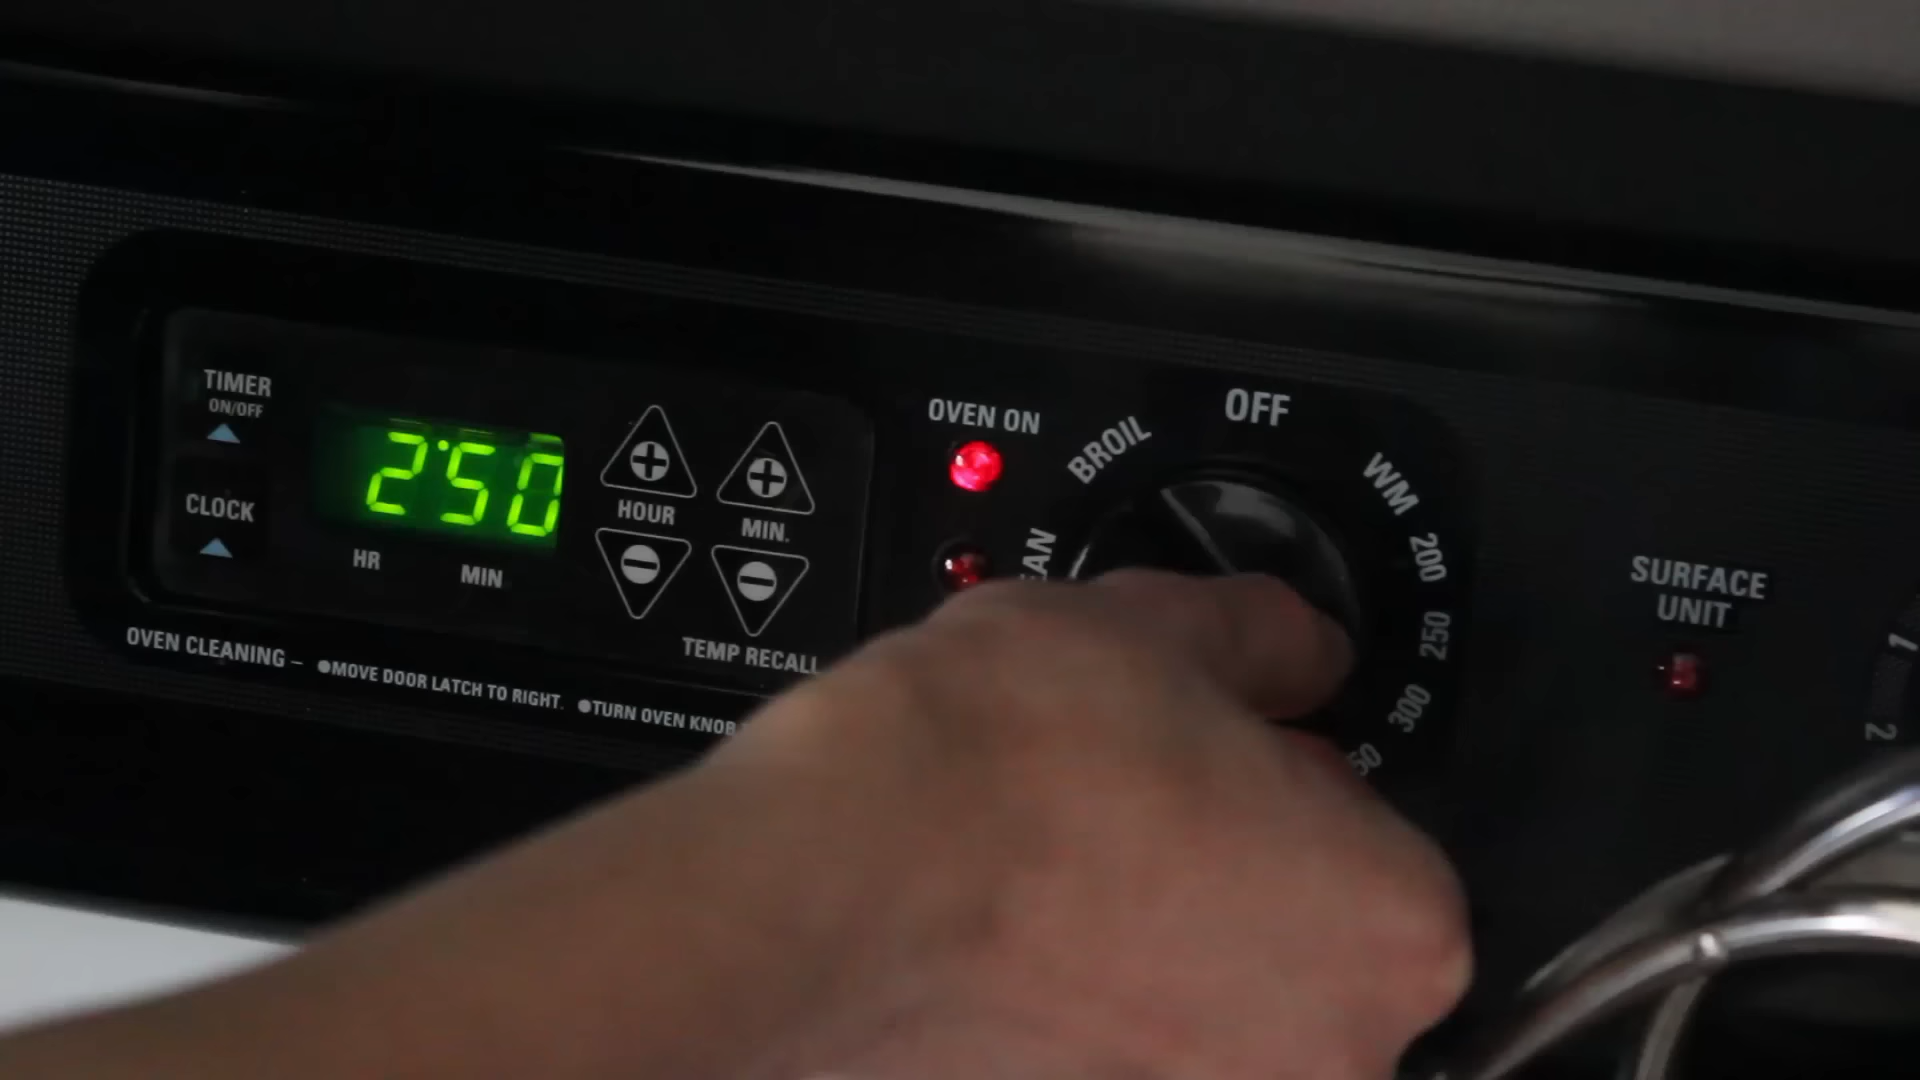 TIMER
ON/OFF
CLOCK
2:50
HR
MIN
HOUR
MIN.
TEMP RECALL
OVEN CLEANING – ●MOVE DOOR LATCH TO RIGHT. ●TURN OVEN KNOB
OVEN ON
BROIL
OFF
WM
200
250
300
SURFACE
UNIT
1
2